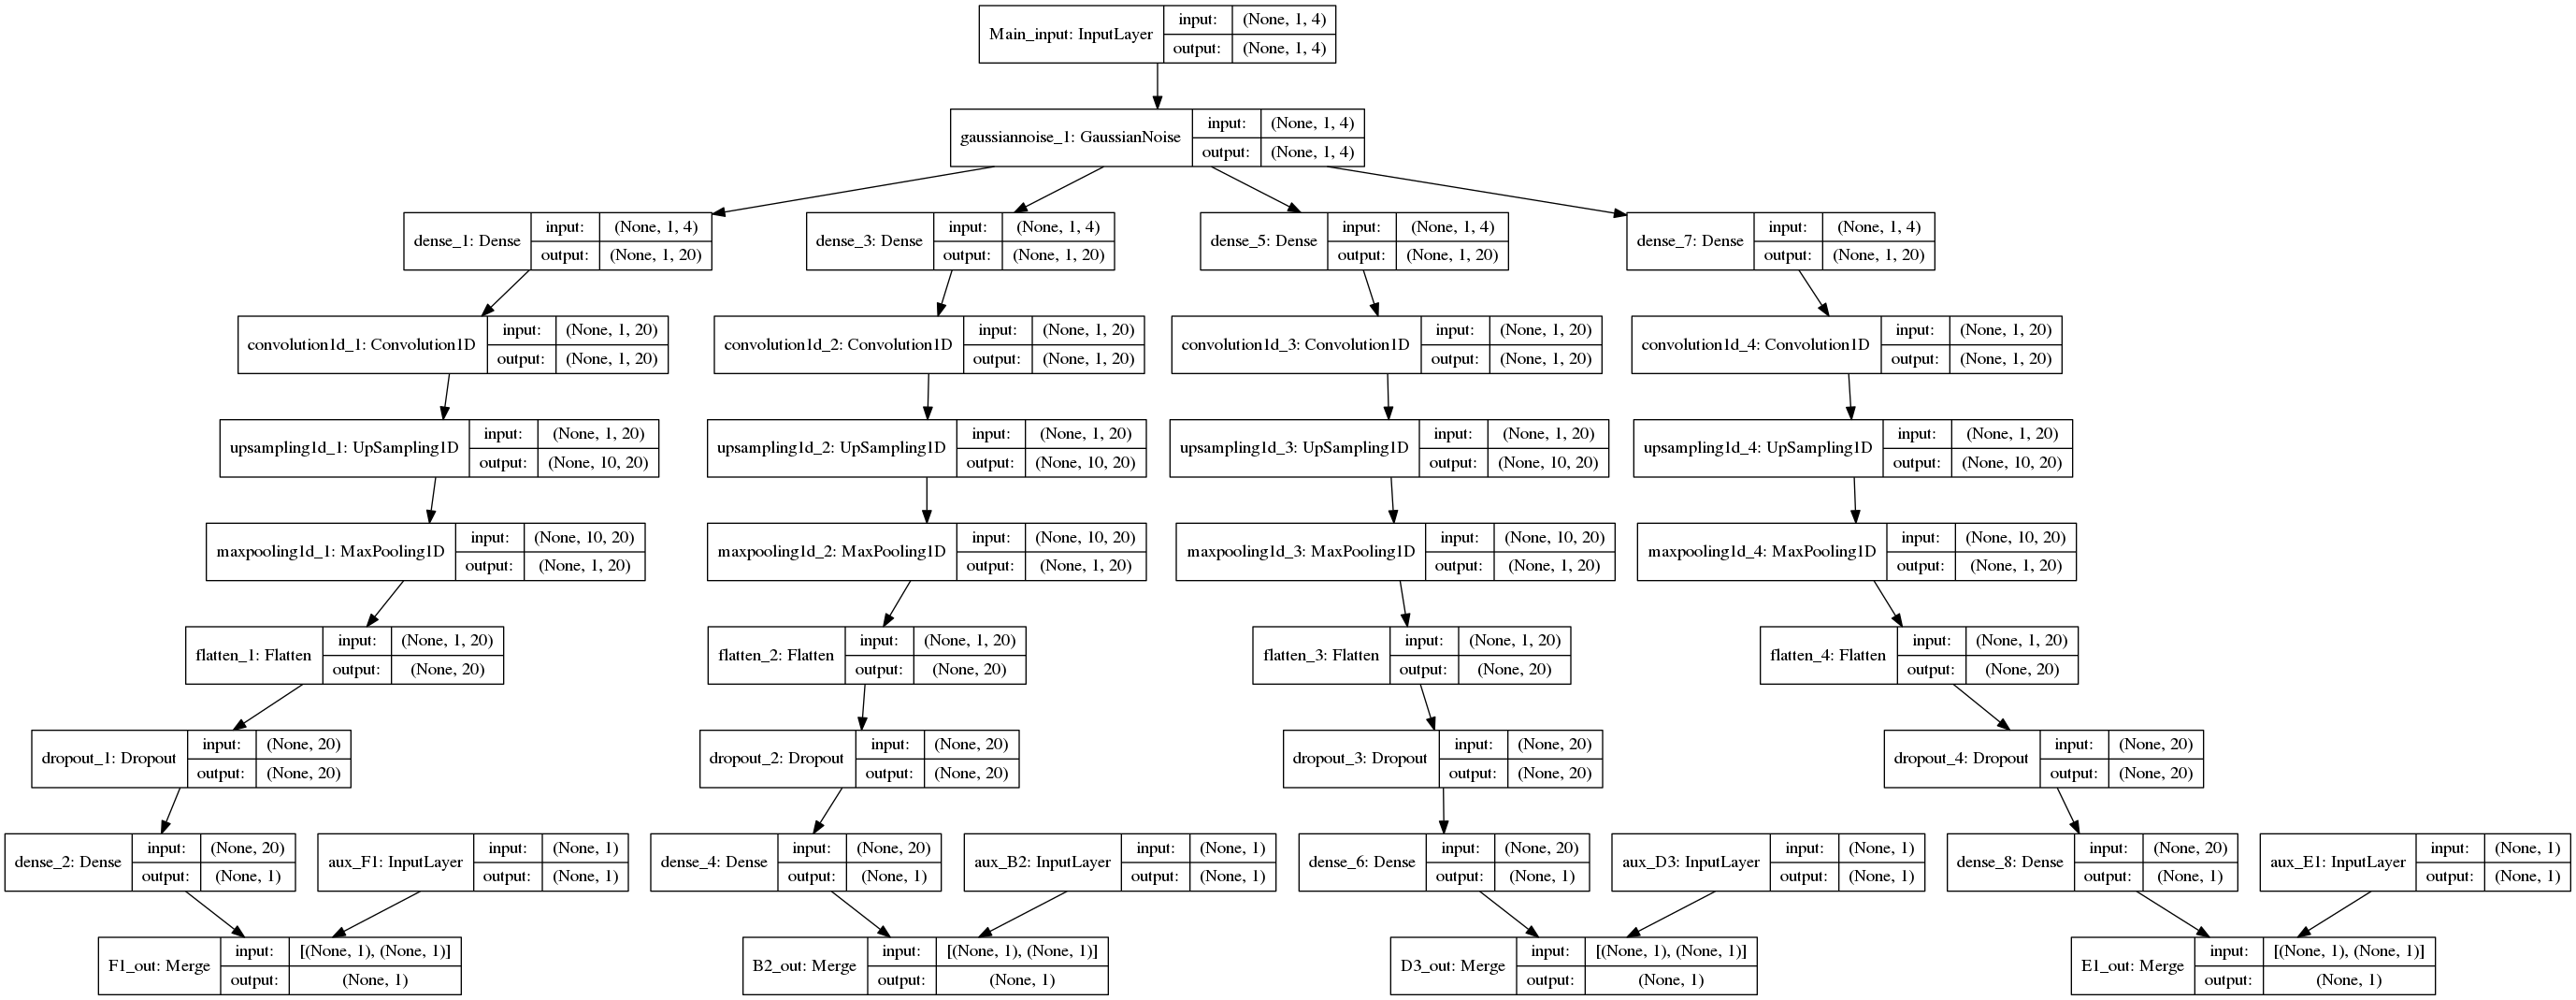 Main_input: InputLayer
input: (None, 1, 4)
output: (None, 1, 4)
gaussiannoise_1: GaussianNoise
input: (None, 1, 4)
output: (None, 1, 4)
dense_1: Dense
input: (None, 1, 4)
output: (None, 1, 20)
dense_3: Dense
input: (None, 1, 4)
output: (None, 1, 20)
dense_5: Dense
input: (None, 1, 4)
output: (None, 1, 20)
dense_7: Dense
input: (None, 1, 4)
output: (None, 1, 20)
convolution1d_1: Convolution1D
input: (None, 1, 20)
output: (None, 1, 20)
convolution1d_2: Convolution1D
input: (None, 1, 20)
output: (None, 1, 20)
convolution1d_3: Convolution1D
input: (None, 1, 20)
output: (None, 1, 20)
convolution1d_4: Convolution1D
input: (None, 1, 20)
output: (None, 1, 20)
upsampling1d_1: UpSampling1D
input: (None, 1, 20)
output: (None, 10, 20)
upsampling1d_2: UpSampling1D
input: (None, 1, 20)
output: (None, 10, 20)
upsampling1d_3: UpSampling1D
input: (None, 1, 20)
output: (None, 10, 20)
upsampling1d_4: UpSampling1D
input: (None, 1, 20)
output: (None, 10, 20)
maxpooling1d_1: MaxPooling1D
input: (None, 10, 20)
output: (None, 1, 20)
maxpooling1d_2: MaxPooling1D
input: (None, 10, 20)
output: (None, 1, 20)
maxpooling1d_3: MaxPooling1D
input: (None, 10, 20)
output: (None, 1, 20)
maxpooling1d_4: MaxPooling1D
input: (None, 10, 20)
output: (None, 1, 20)
flatten_1: Flatten
input: (None, 1, 20)
output: (None, 20)
flatten_2: Flatten
input: (None, 1, 20)
output: (None, 20)
flatten_3: Flatten
input: (None, 1, 20)
output: (None, 20)
flatten_4: Flatten
input: (None, 1, 20)
output: (None, 20)
dropout_1: Dropout
input: (None, 20)
output: (None, 20)
dropout_2: Dropout
input: (None, 20)
output: (None, 20)
dropout_3: Dropout
input: (None, 20)
output: (None, 20)
dropout_4: Dropout
input: (None, 20)
output: (None, 20)
dense_2: Dense
input: (None, 20)
output: (None, 1)
aux_F1: InputLayer
input: (None, 1)
output: (None, 1)
dense_4: Dense
input: (None, 20)
output: (None, 1)
aux_B2: InputLayer
input: (None, 1)
output: (None, 1)
dense_6: Dense
input: (None, 20)
output: (None, 1)
aux_D3: InputLayer
input: (None, 1)
output: (None, 1)
dense_8: Dense
input: (None, 20)
output: (None, 1)
aux_E1: InputLayer
input: (None, 1)
output: (None, 1)
F1_out: Merge
input: [(None, 1), (None, 1)]
output: (None, 1)
B2_out: Merge
input: [(None, 1), (None, 1)]
output: (None, 1)
D3_out: Merge
input: [(None, 1), (None, 1)]
output: (None, 1)
E1_out: Merge
input: [(None, 1), (None, 1)]
output: (None, 1)